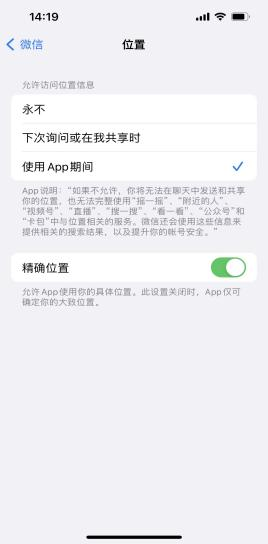 14:19
微信
位置
允许访问位置信息
永不
下次询问或在我共享时
使用 App 期间
App 说明：“如果不允许，你将无法在聊天中发送和共享
你的位置，也无法完整使用“摇一摇”、“附近的人”、
“视频号”、“直播”、“搜一搜”、“看一看”、“公众号”和
“卡包”中与位置相关的服务。微信还会使用这些信息来
提供相关的搜索结果，以及提升你的帐号安全。”
精确位置
允许 App 使用你的具体位置。此设置关闭时，App 仅可
确定你的大致位置。